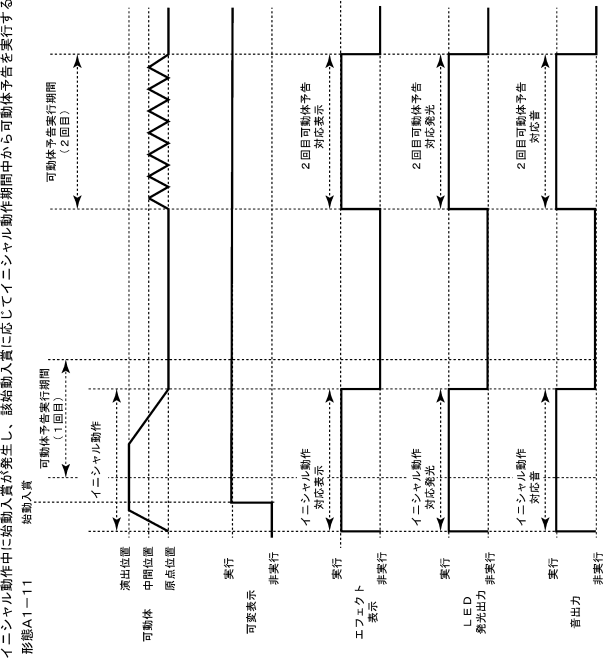 イニシャル動作中に始動入賞が発生し、該始動入賞に応じてイニシャル動作期間中から可動体予告を実行する
形態A1－11
始動入賞
可動体予告実行期間
（１回目）
可動体予告実行期間
（２回目）
イニシャル動作
可動体
演出位置
中間位置
原点位置
可変表示
実行
非実行
エフェクト
表示
実行
非実行
イニシャル動作
対応表示
２回目可動体予告
対応表示
ＬＥＤ
発光出力
実行
非実行
イニシャル動作
対応発光
２回目可動体予告
対応発光
音出力
実行
非実行
イニシャル動作
対応音
２回目可動体予告
対応音